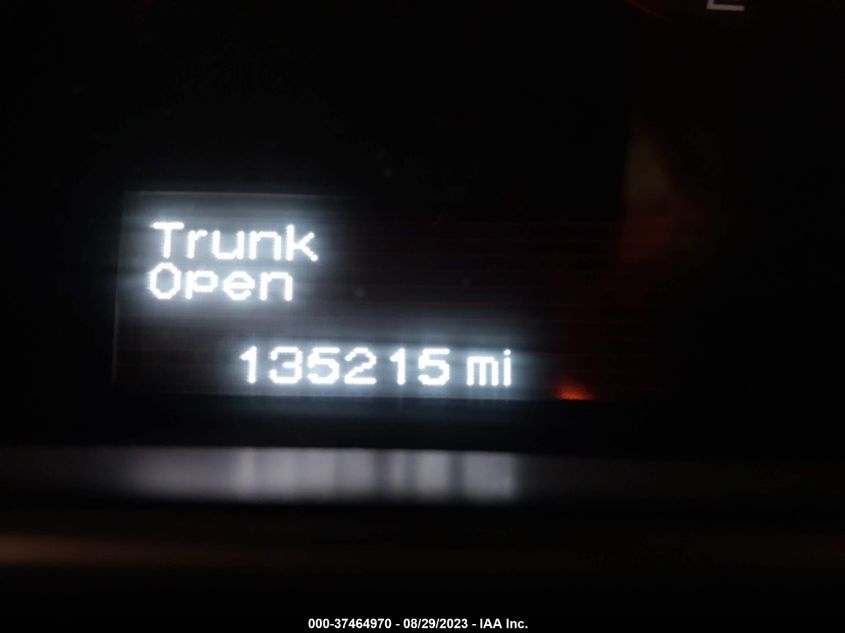 Trunk
Open
135215 mi
000-37464970 - 08/29/2023 - IAA Inc.